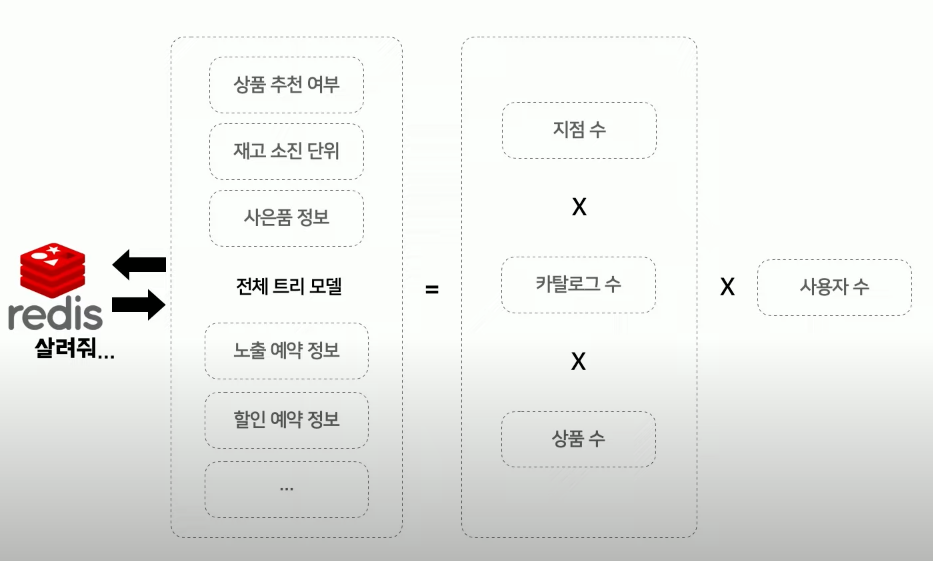 상품 추천 여부
재고 소진 단위
사은품 정보
전체 트리 모델
노출 예약 정보
할인 예약 정보
...
redis
살려줘...
=
지점 수
X
카탈로그 수
X
상품 수
X
사용자 수